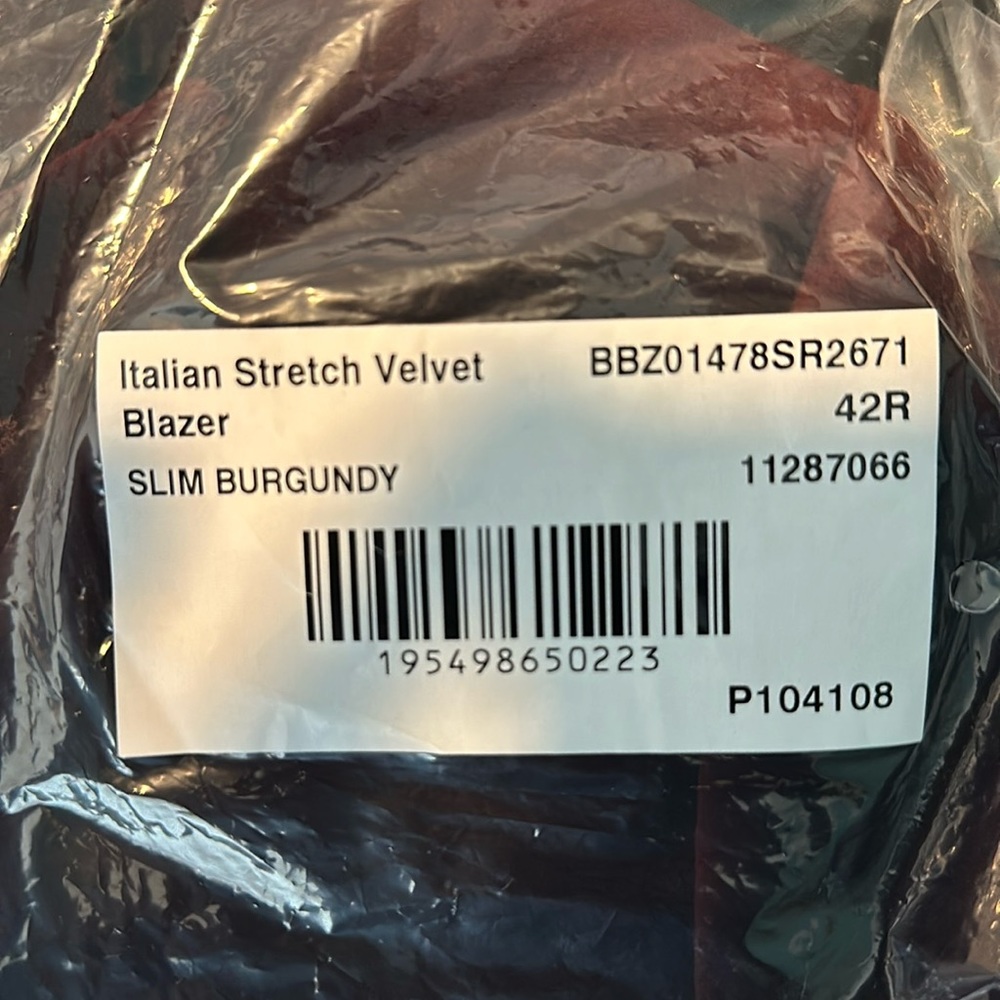 Italian Stretch Velvet BBZ01478SR2671
Blazer 42R
SLIM BURGUNDY 11287066
195498650223
P104108